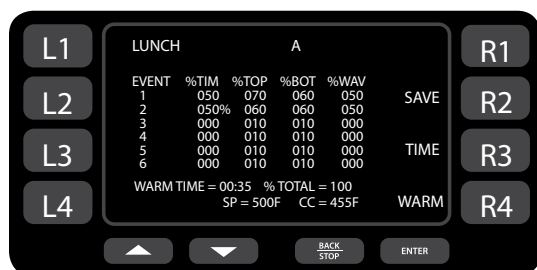 L1
L2
L3
L4
LUNCH A
EVENT %TIM %TOP %BOT %WAV
1 050 070 060 050
2 050% 060 060 050
3 000 010 010 000
4 000 010 010 000
5 000 010 010 000
6 000 010 010 000
WARM TIME = 00:35 % TOTAL = 100
SP = 500F CC = 455F
SAVE
TIME
WARM
R1
R2
R3
R4
BACK
STOP
ENTER